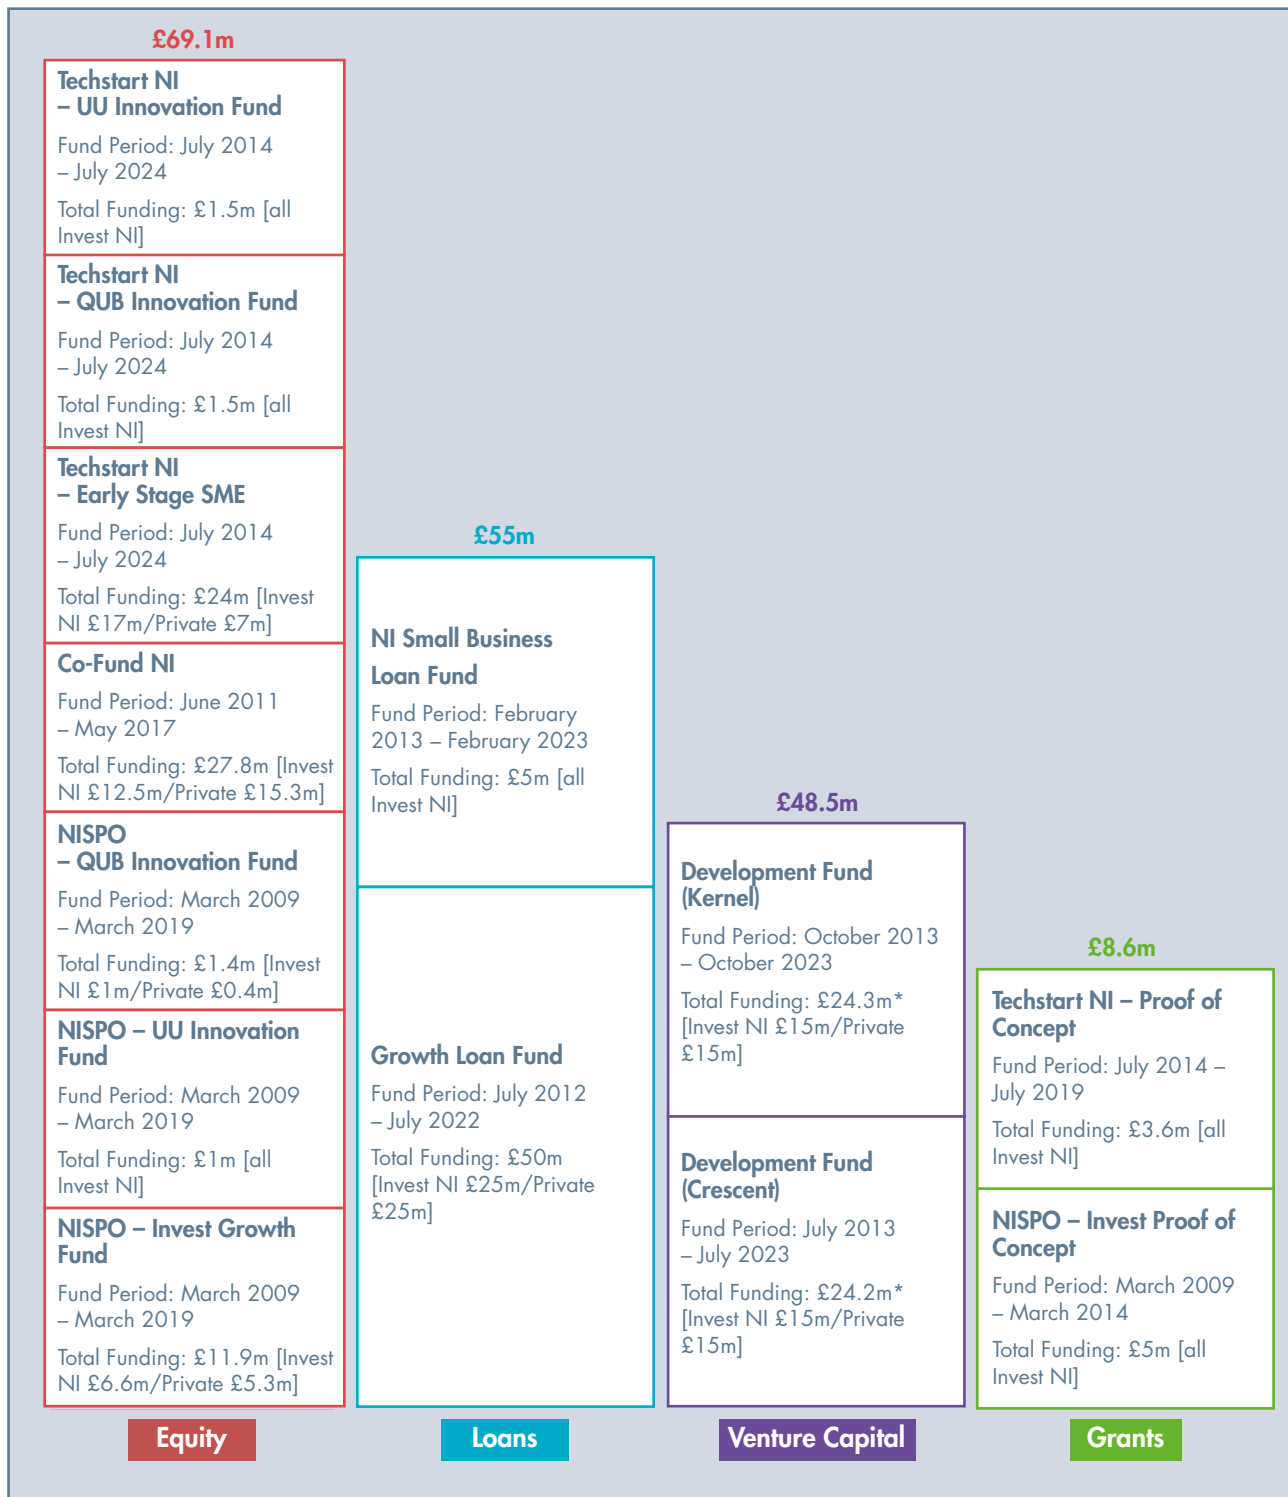 £69.1m
Techstart NI
– UU Innovation Fund
Fund Period: July 2014
– July 2024
Total Funding: £1.5m [all
Invest NI]
Techstart NI
– QUB Innovation Fund
Fund Period: July 2014
– July 2024
Total Funding: £1.5m [all
Invest NI]
Techstart NI
– Early Stage SME
Fund Period: July 2014
– July 2024
Total Funding: £24m [Invest
NI £17m/Private £7m]
Co-Fund NI
Fund Period: June 2011
– May 2017
Total Funding: £27.8m [Invest
NI £12.5m/Private £15.3m]
NISPO
– QUB Innovation Fund
Fund Period: March 2009
– March 2019
Total Funding: £1.4m [Invest
NI £1m/Private £0.4m]
NISPO – UU Innovation
Fund
Fund Period: March 2009
– March 2019
Total Funding: £1m [all
Invest NI]
NISPO – Invest Growth
Fund
Fund Period: March 2009
– March 2019
Total Funding: £11.9m [Invest
NI £6.6m/Private £5.3m]
Equity
£55m
NI Small Business
Loan Fund
Fund Period: February
2013 – February 2023
Total Funding: £5m [all
Invest NI]
Growth Loan Fund
Fund Period: July 2012
– July 2022
Total Funding: £50m
[Invest NI £25m/Private
£25m]
Loans
£48.5m
Development Fund
(Kernel)
Fund Period: October 2013
– October 2023
Total Funding: £24.3m*
[Invest NI £15m/Private
£15m]
Development Fund
(Crescent)
Fund Period: July 2013
– July 2023
Total Funding: £24.2m*
[Invest NI £15m/Private
£15m]
Venture Capital
£8.6m
Techstart NI – Proof of
Concept
Fund Period: July 2014 –
July 2019
Total Funding: £3.6m [all
Invest NI]
NISPO – Invest Proof of
Concept
Fund Period: March 2009
– March 2014
Total Funding: £5m [all
Invest NI]
Grants